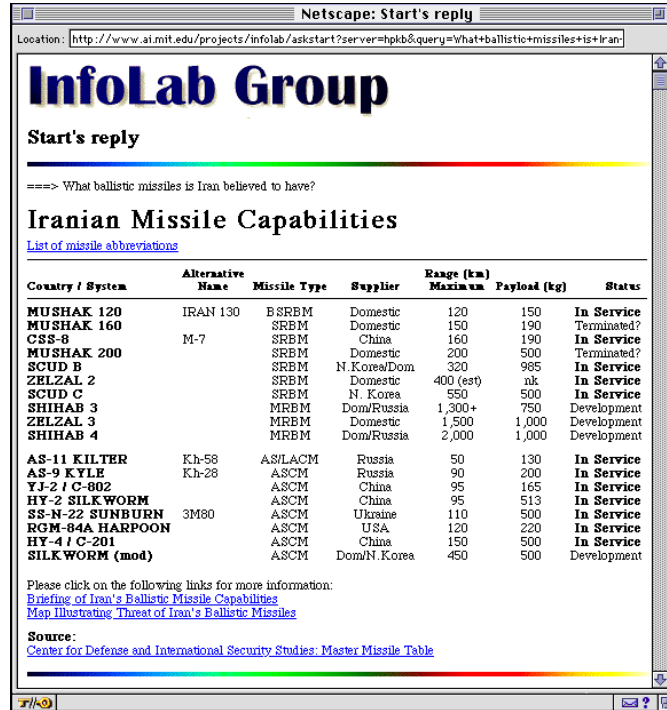 Netscape: Start's reply
Location: http://www.ai.mit.edu/projects/infolab/askstart?server=hpkb&query=What+ballistic+missiles+is+Iran-
InfoLab Group
Start's reply
===> What ballistic missiles is Iran believed to have?
Iranian Missile Capabilities
List of missile abbreviations
Country / System Alternative Name Missile Type Supplier Range (km) Maximum Payload (kg) Status
MUSHAK 120 IRAN 130 BSRBM Domestic 120 150 In Service
MUSHAK 160 SRBM Domestic 150 190 Terminated?
CSS-8 M-7 SRBM China 160 190 In Service
MUSHAK 200 SRBM Domestic 200 500 Terminated?
SCUD B SRBM N.Korea/Dom 320 985 In Service
ZELZAL 2 SRBM Domestic 400 (est) nk In Service
SCUD C SRBM N. Korea 550 500 In Service
SHIHAB 3 MRBM Dom/Russia 1,300+ 750 Development
ZELZAL 3 MRBM Domestic 1,500 1,000 Development
SHIHAB 4 MRBM Dom/Russia 2,000 1,000 Development
AS-11 KILTER Kh-58 AS/LACM Russia 50 130 In Service
AS-9 KYLE Kh-28 ASCM Russia 90 200 In Service
YJ-2 / C-802 ASCM China 95 165 In Service
HY-2 SILKWORM ASCM China 95 513 In Service
SS-N-22 SUNBURN 3M80 ASCM Ukraine 110 500 In Service
RGM-84A HARPOON ASCM USA 120 220 In Service
HY-4 / C-201 ASCM China 150 500 In Service
SILKWORM (mod) ASCM Dom/N.Korea 450 500 Development
Please click on the following links for more information:
Briefing of Iran's Ballistic Missile Capabilities
Map Illustrating Threat of Iran's Ballistic Missiles
Source:
Center for Defense and International Security Studies: Master Missile Table